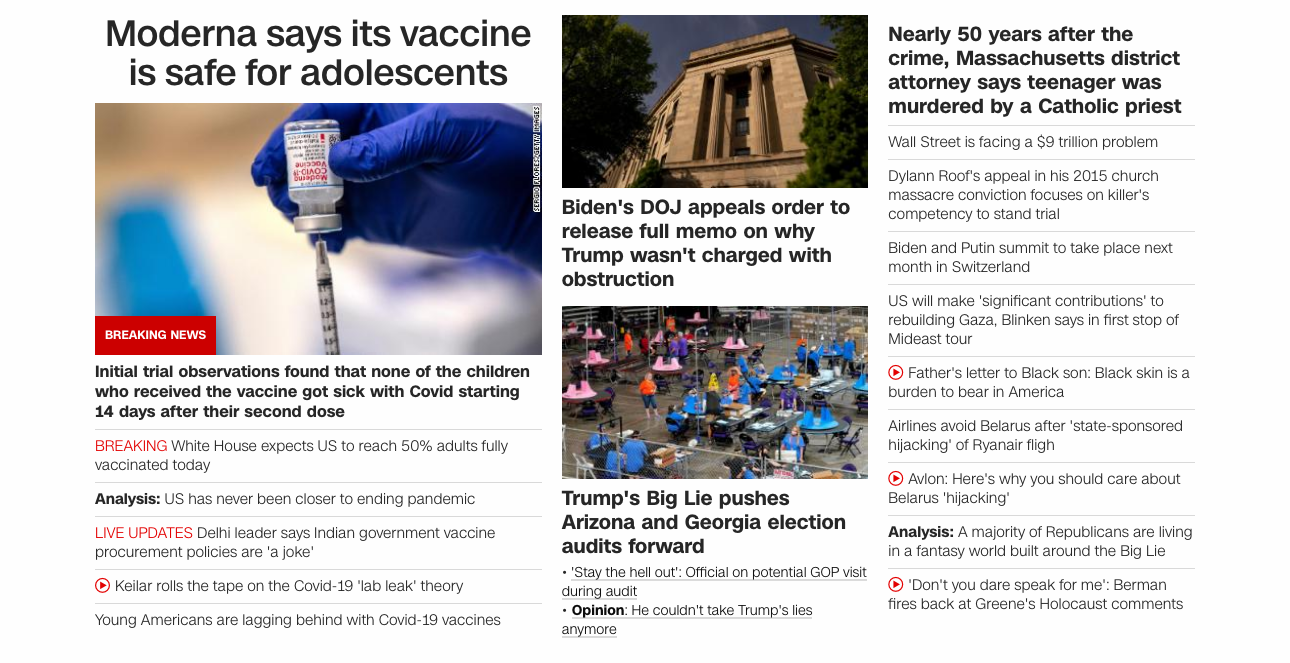 Moderna says its vaccine
is safe for adolescents
SERGIO FLORES/GETTY IMAGES
Moderna
COVID-19
Vaccine
BREAKING NEWS
Initial trial observations found that none of the children
who received the vaccine got sick with Covid starting
14 days after their second dose
BREAKING White House expects US to reach 50% adults fully
vaccinated today
Analysis: US has never been closer to ending pandemic
LIVE UPDATES Delhi leader says Indian government vaccine
procurement policies are 'a joke'
Keilar rolls the tape on the Covid-19 'lab leak' theory
Young Americans are lagging behind with Covid-19 vaccines
Biden's DOJ appeals order to
release full memo on why
Trump wasn't charged with
obstruction
Trump's Big Lie pushes
Arizona and Georgia election
audits forward
• 'Stay the hell out': Official on potential GOP visit
during audit
• Opinion: He couldn't take Trump's lies
anymore
Nearly 50 years after the
crime, Massachusetts district
attorney says teenager was
murdered by a Catholic priest
Wall Street is facing a $9 trillion problem
Dylann Roof's appeal in his 2015 church
massacre conviction focuses on killer's
competency to stand trial
Biden and Putin summit to take place next
month in Switzerland
US will make 'significant contributions' to
rebuilding Gaza, Blinken says in first stop of
Mideast tour
Father's letter to Black son: Black skin is a
burden to bear in America
Airlines avoid Belarus after 'state-sponsored
hijacking' of Ryanair fligh
Avlon: Here's why you should care about
Belarus 'hijacking'
Analysis: A majority of Republicans are living
in a fantasy world built around the Big Lie
'Don't you dare speak for me': Berman
fires back at Greene's Holocaust comments